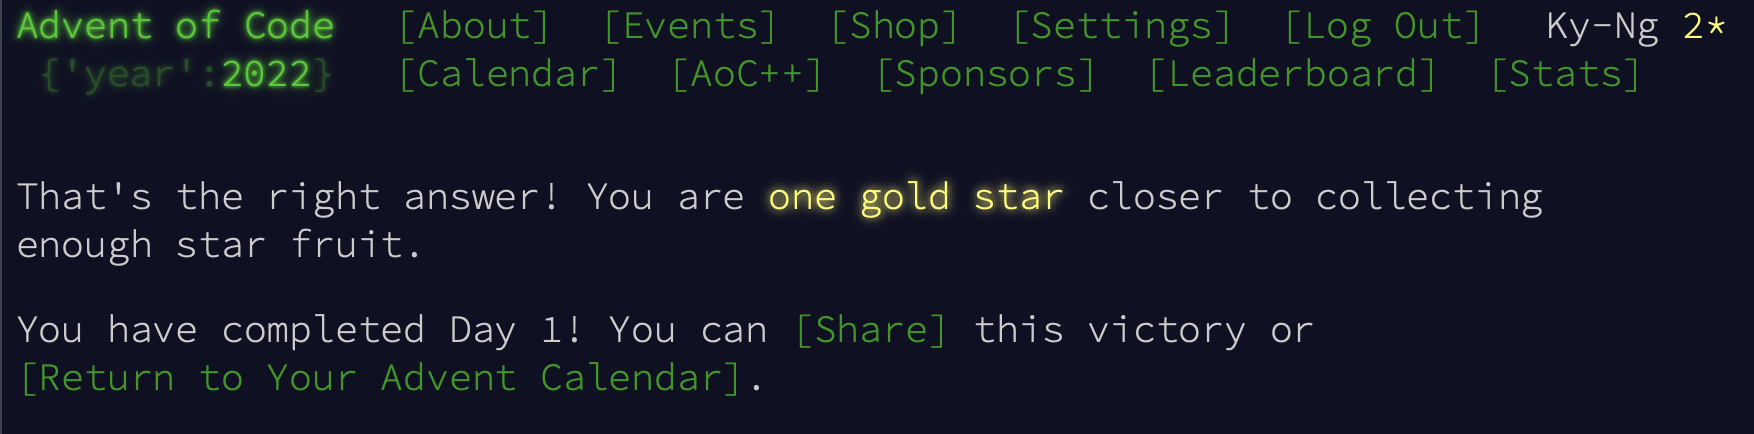 Advent of Code [About] [Events] [Shop] [Settings] [Log Out] Ky-Ng 2*
{'year':2022} [Calendar] [AoC++] [Sponsors] [Leaderboard] [Stats]
That's the right answer! You are one gold star closer to collecting
enough star fruit.
You have completed Day 1! You can [Share] this victory or
[Return to Your Advent Calendar].